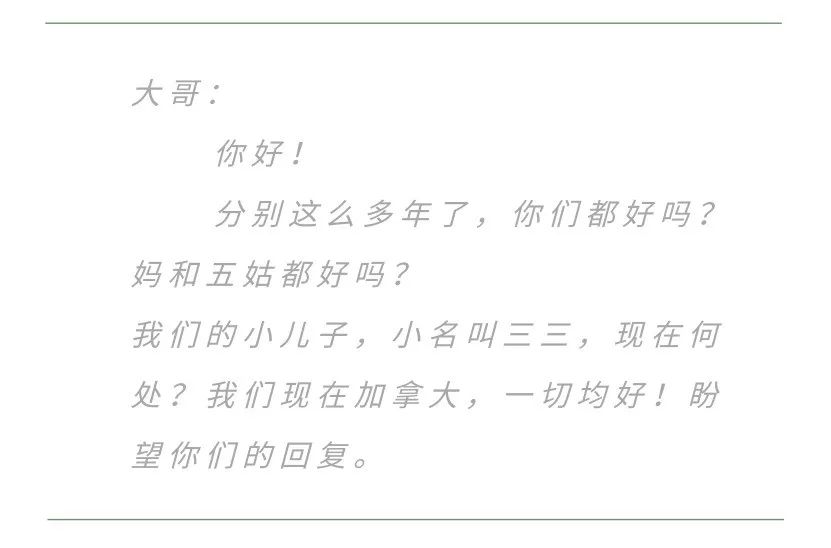 大哥：
你好！
分别这么多年了，你们都好吗？
妈和五姑都好吗？
我们的小儿子，小名叫三三，现在何
处？我们现在加拿大，一切均好！盼
望你们的回复。